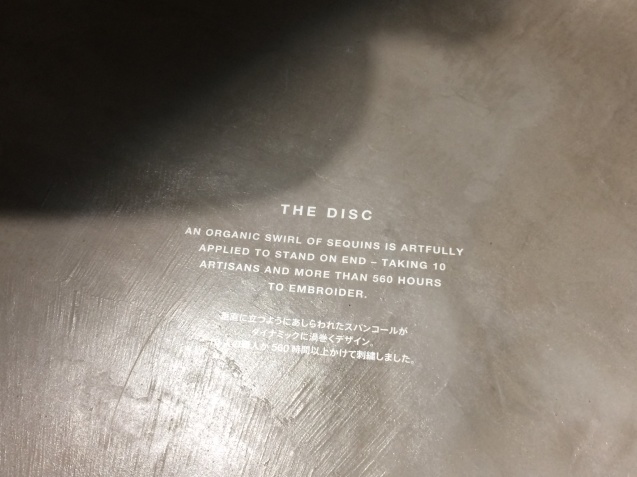 THE DISC
AN ORGANIC SWIRL OF SEQUINS IS ARTFULLY
APPLIED TO STAND ON END – TAKING 10
ARTISANS AND MORE THAN 560 HOURS
TO EMBROIDER.
に立つようにあしらわれたスパンコールが
ダイナミックに渦巻くデザイン。
職人が 560 時間以上かけて刺繍しました。